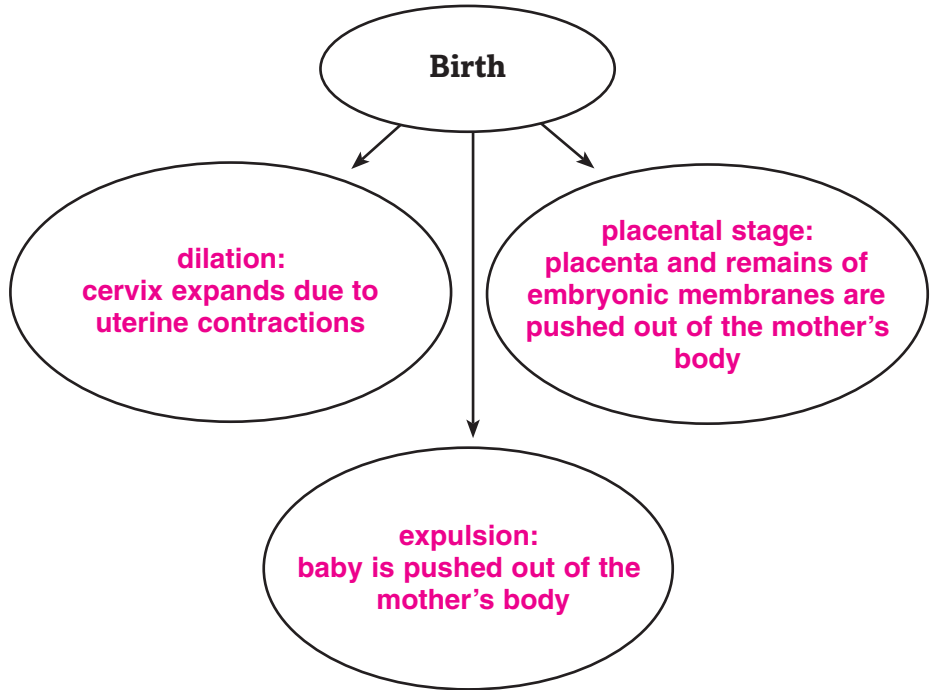 Birth
dilation:
cervix expands due to
uterine contractions
placental stage:
placenta and remains of
embryonic membranes are
pushed out of the mother’s
body
expulsion:
baby is pushed out of the
mother’s body